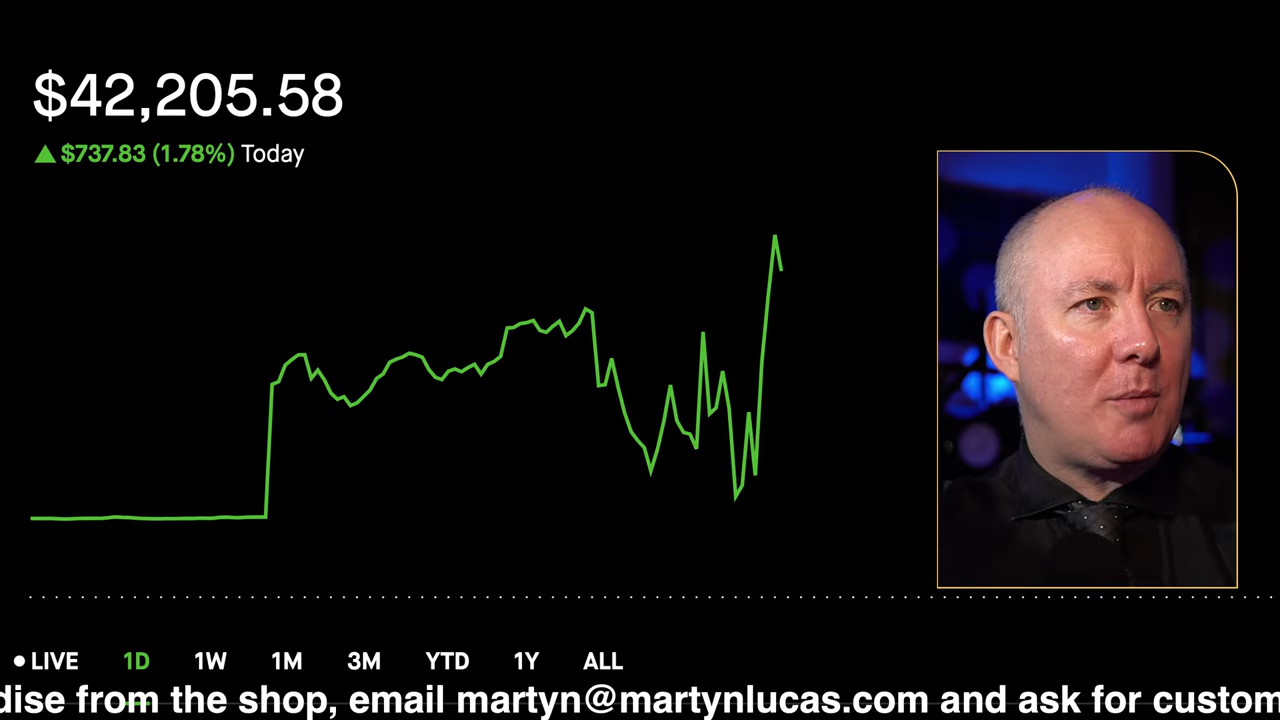 $42,205.58
▲ $737.83 (1.78%) Today
● LIVE 1D 1W 1M 3M YTD 1Y ALL
from the shop, email martyn@martynlucas.com and ask for custom